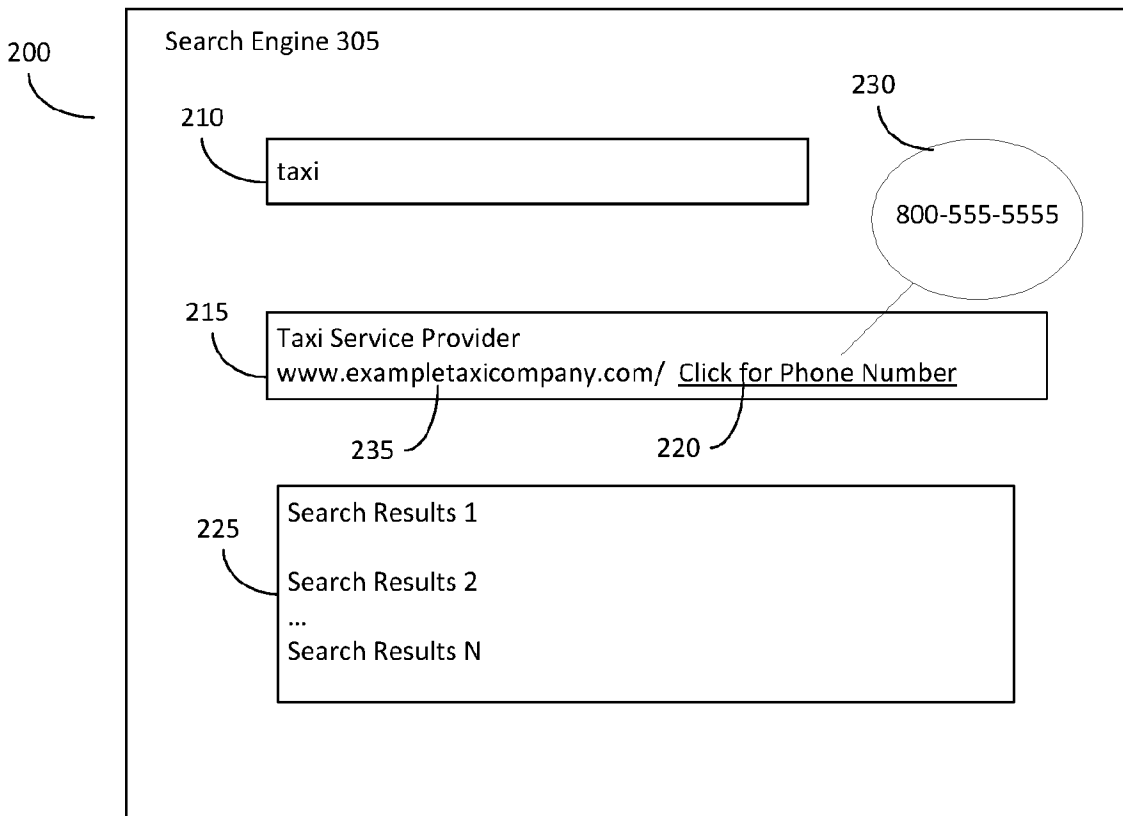 Search Engine 305
200
230
210
taxi
800-555-5555
215
Taxi Service Provider
www.exampletaxicompany.com/ Click for Phone Number
235
220
Search Results 1
225
Search Results 2
...
Search Results N